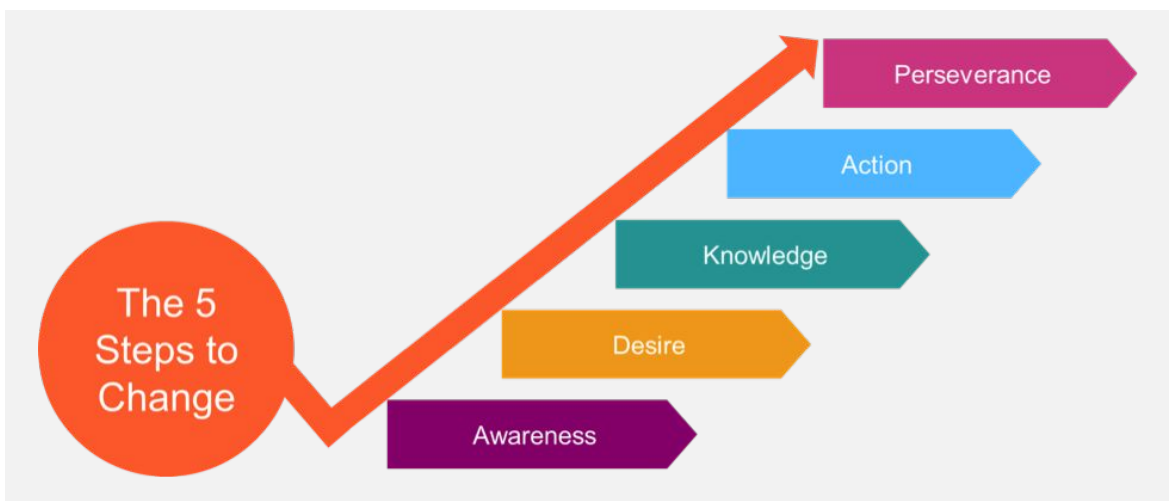 The 5
Steps to
Change
Perseverance
Action
Knowledge
Desire
Awareness